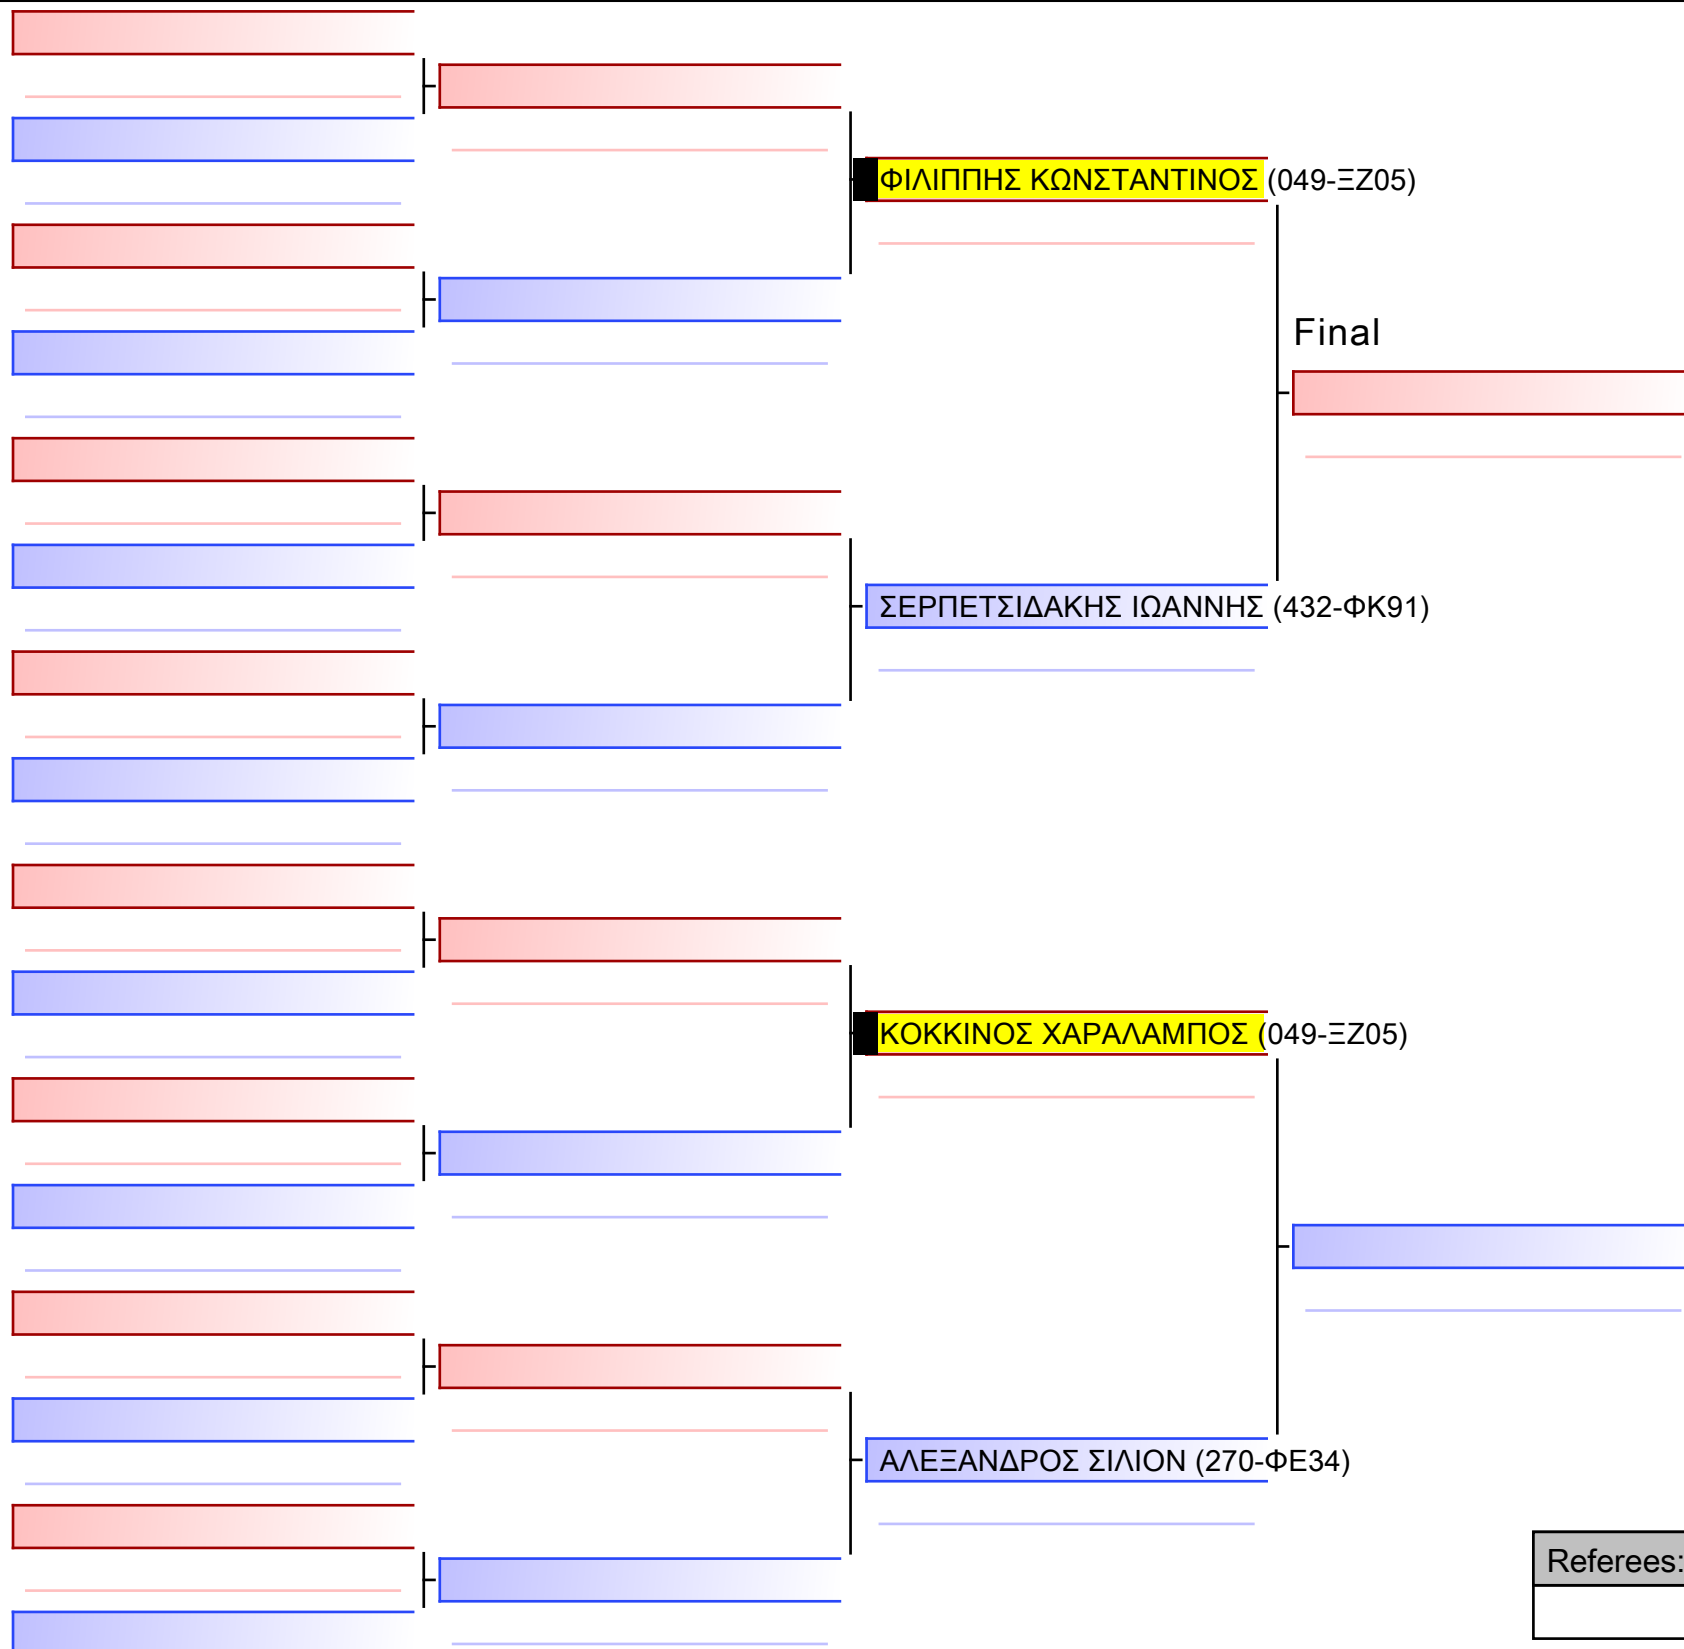 ΦΙΛΙΠΠΗΣ ΚΩΝΣΤΑΝΤΙΝΟΣ (049-ΞΖ05)
Final
ΣΕΡΠΕΤΣΙΔΑΚΗΣ ΙΩΑΝΝΗΣ (432-ΦΚ91)
ΚΟΚΚΙΝΟΣ ΧΑΡΑΛΑΜΠΟΣ (049-ΞΖ05)
ΑΛΕΞΑΝΔΡΟΣ ΣΙΛΙΟΝ (270-ΦΕ34)
Referees: